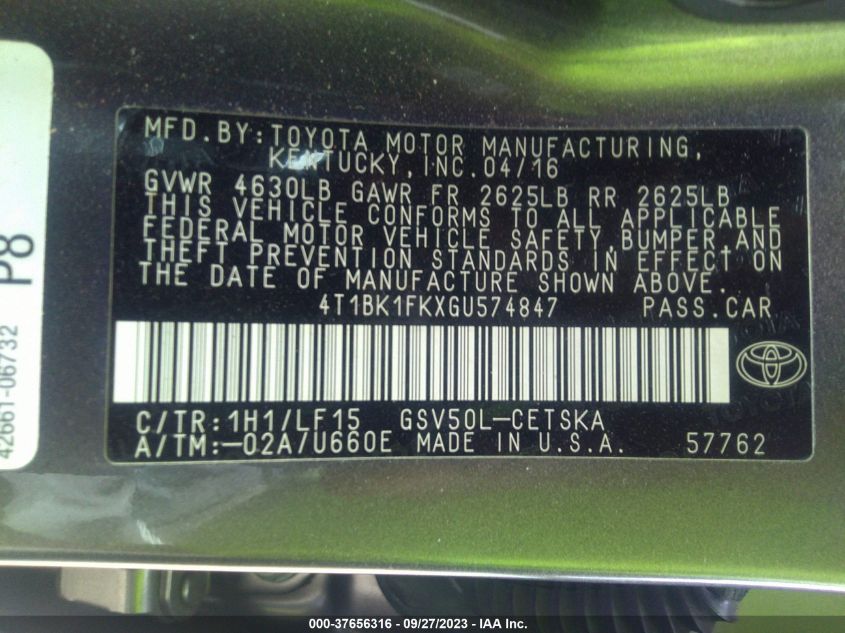 MFD. BY: TOYOTA MOTOR MANUFACTURING,
KENTUCKY, INC. 04/16
GVWR 4630LB GAWR FR 2625LB RR 2625LB
THIS VEHICLE CONFORMS TO ALL APPLICABLE
FEDERAL MOTOR VEHICLE SAFETY, BUMPER, AND
THEFT PREVENTION STANDARDS IN EFFECT ON
THE DATE OF MANUFACTURE SHOWN ABOVE.
4T1BK1FKXGU574847 PASS. CAR
C/TR: 1H1/LF15 GSV50L-CETSKA
A/TM: -02A/U660E MADE IN U.S.A. 57762
P8
42661-06732
000-37656316 - 09/27/2023 - IAA Inc.